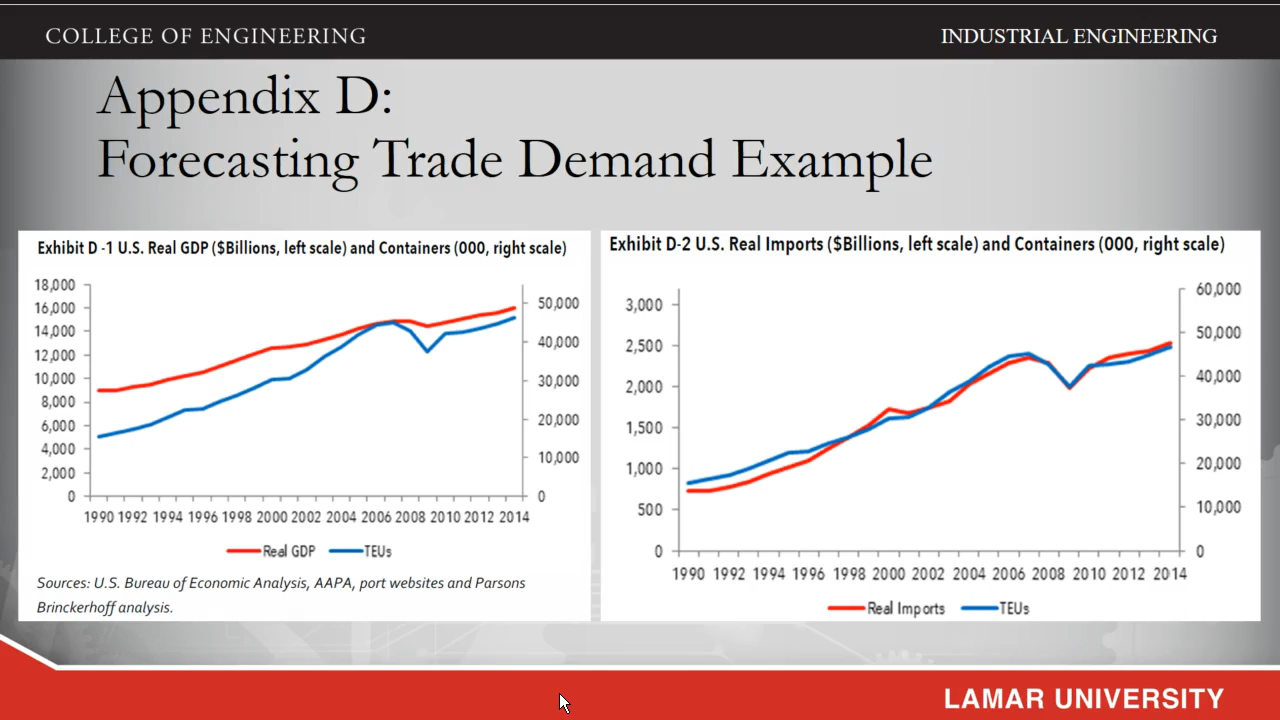 COLLEGE OF ENGINEERING
INDUSTRIAL ENGINEERING
Appendix D:
Forecasting Trade Demand Example
Exhibit D -1 U.S. Real GDP ($Billions, left scale) and Containers (000, right scale)
18,000
16,000
14,000
12,000
10,000
8,000
6,000
4,000
2,000
0
50,000
40,000
30,000
20,000
10,000
0
1990 1992 1994 1996 1998 2000 2002 2004 2006 2008 2010 2012 2014
Real GDP TEUs
Sources: U.S. Bureau of Economic Analysis, AAPA, port websites and Parsons
Brinckerhoff analysis.
Exhibit D-2 U.S. Real Imports ($Billions, left scale) and Containers (000, right scale)
3,000
2,500
2,000
1,500
1,000
500
0
60,000
50,000
40,000
30,000
20,000
10,000
0
1990 1992 1994 1996 1998 2000 2002 2004 2006 2008 2010 2012 2014
Real Imports TEUs
LAMAR UNIVERSITY